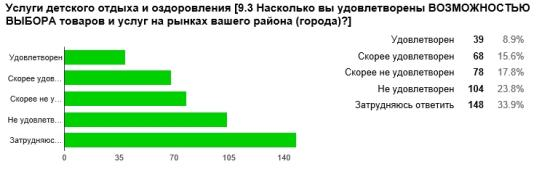 Услуги детского отдыха и оздоровления [9.3 Насколько вы удовлетворены ВОЗМОЖНОСТЬЮ
ВЫБОРА товаров и услуг на рынках вашего района (города)?]
Удовлетворен
Скорее удов...
Скорее не у...
Не удовлетв...
Затрудняюс...
0 35 70 105 140
Удовлетворен 39 8.9%
Скорее удовлетворен 68 15.6%
Скорее не удовлетворен 78 17.8%
Не удовлетворен 104 23.8%
Затрудняюсь ответить 148 33.9%